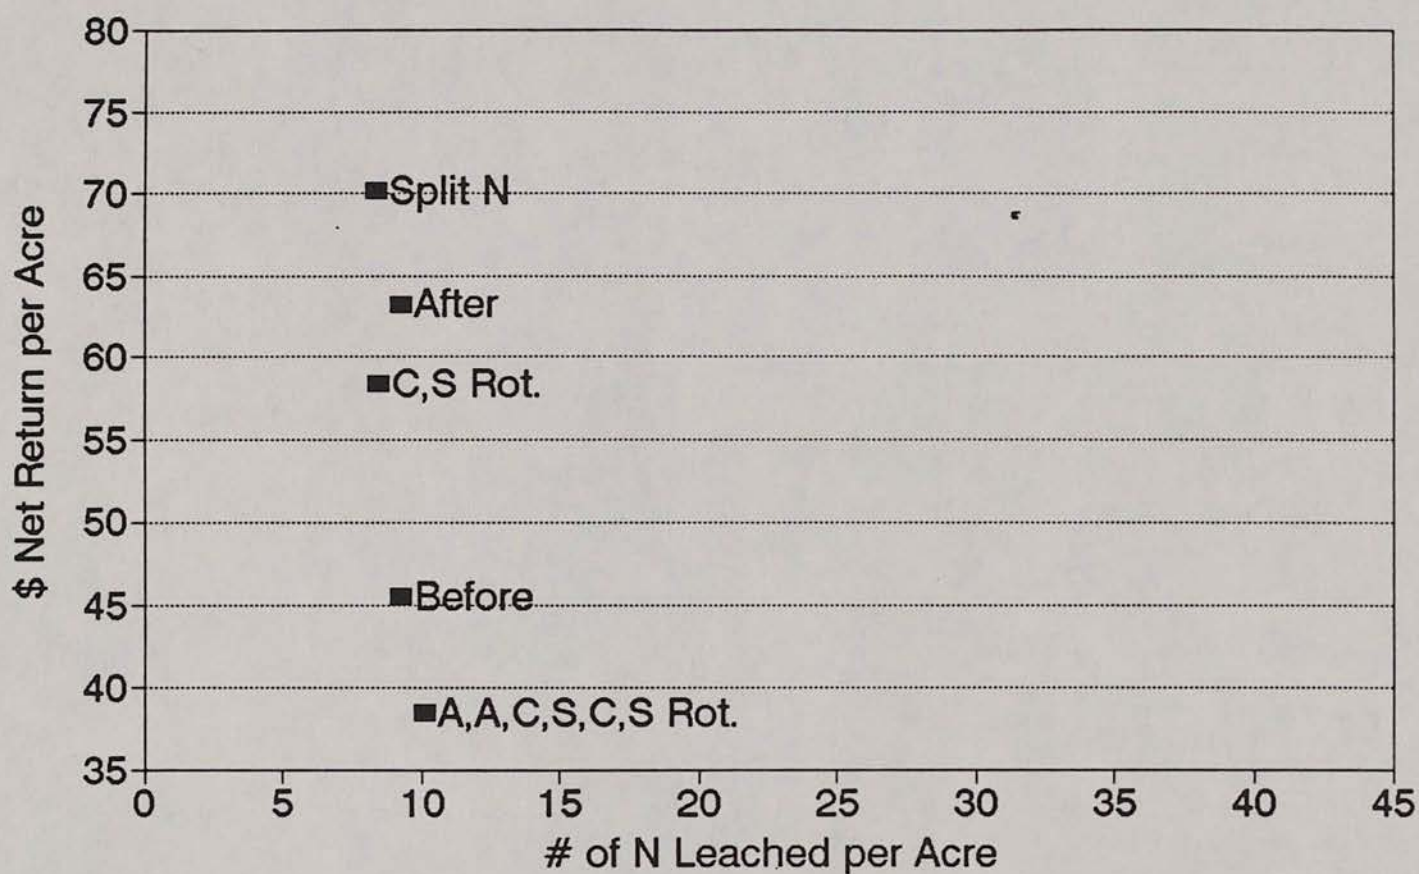 $ Net Return per Acre
80
75
70
65
60
55
50
45
40
35
Split N
After
C,S Rot.
Before
A,A,C,S,C,S Rot.
0 5 10 15 20 25 30 35 40 45
# of N Leached per Acre